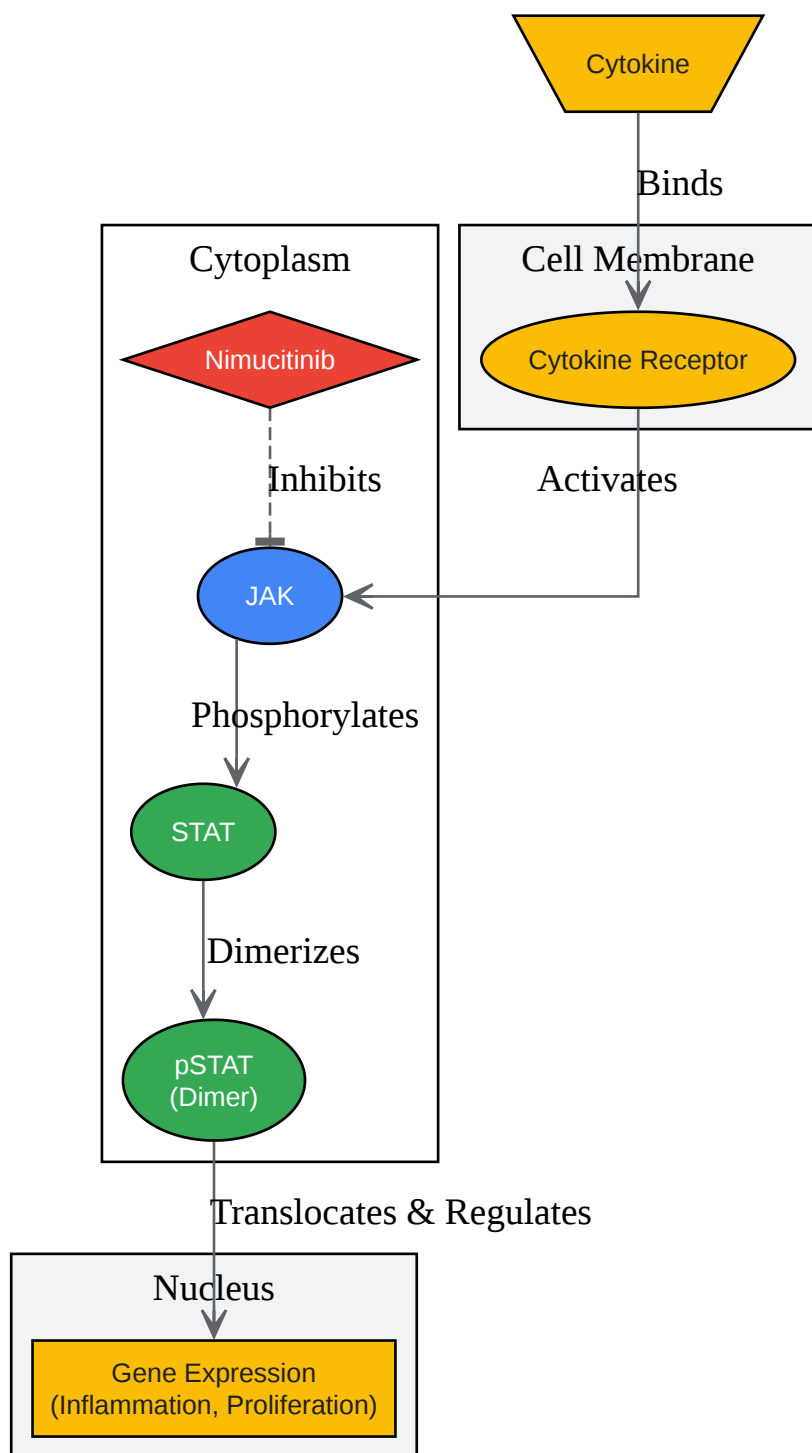 Cytokine
Binds
Cytoplasm
Cell Membrane
Nimucitinib
Cytokine Receptor
Inhibits
Activates
JAK
Phosphorylates
STAT
Dimerizes
pSTAT
(Dimer)
Translocates & Regulates
Nucleus
Gene Expression
(Inflammation, Proliferation)